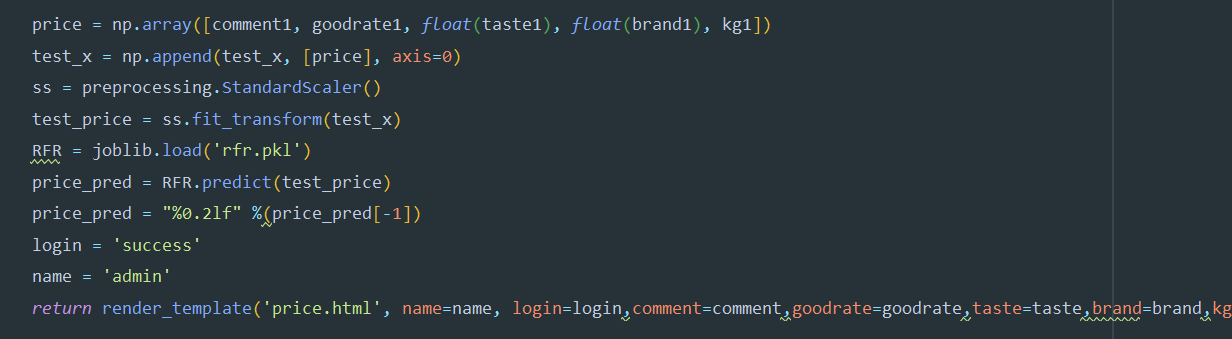 price = np.array([comment1, goodrate1, float(taste1), float(brand1), kg1])
test_x = np.append(test_x, [price], axis=0)
ss = preprocessing.StandardScaler()
test_price = ss.fit_transform(test_x)
RFR = joblib.load('rfr.pkl')
price_pred = RFR.predict(test_price)
price_pred = "%0.2lf" %(price_pred[-1])
login = 'success'
name = 'admin'
return render_template('price.html', name=name, login=login,comment=comment,goodrate=goodrate,taste=taste,brand=brand,kg